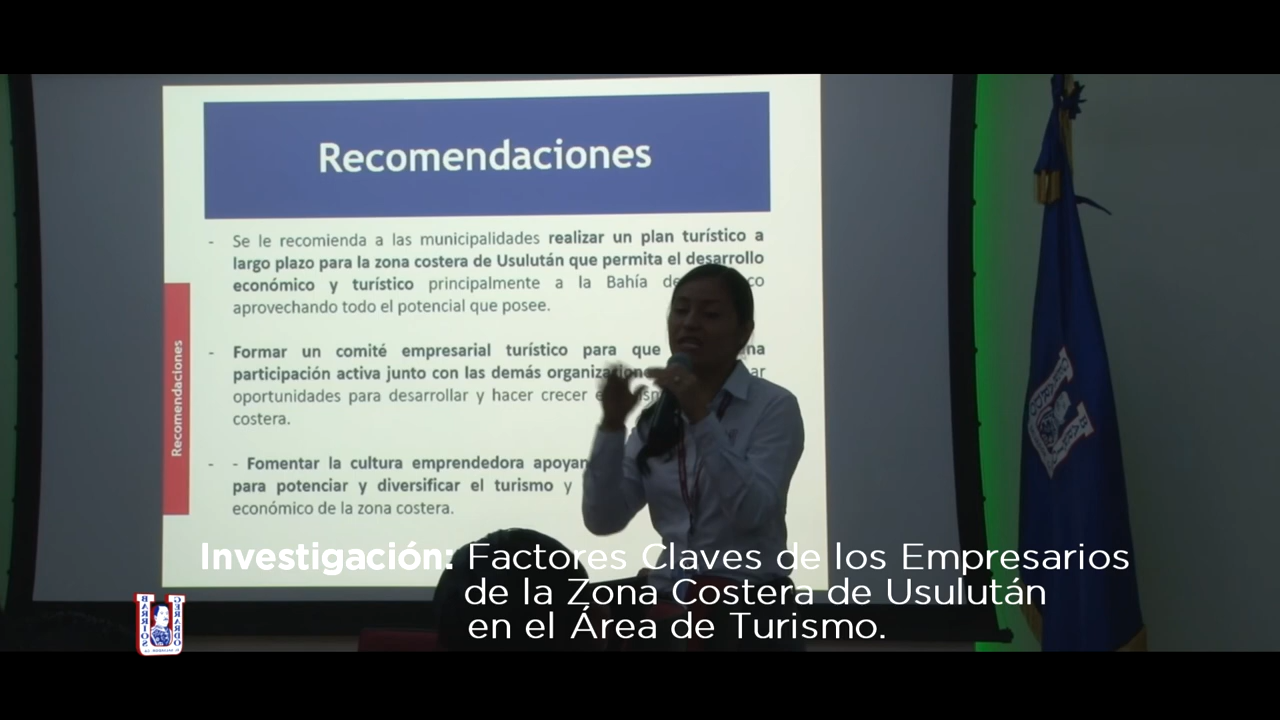 Recomendaciones
- Se le recomienda a las municipalidades realizar un plan turístico a
largo plazo para la zona costera de Usulután que permita el desarrollo
económico y turístico principalmente a la Bahía
aprovechando todo el potencial que posee.
- Formar un comité empresarial turístico para que
participación activa junto con las demás
oportunidades para desarrollar y hacer crecer
costera.
- - Fomentar la cultura emprendedora
para potenciar y diversificar el turismo y
económico de la zona costera.
Recomendaciones
Investigación: Factores Claves de los Empresarios
de la Zona Costera de Usulután
en el Área de Turismo.
GERARDO
BARRIOS